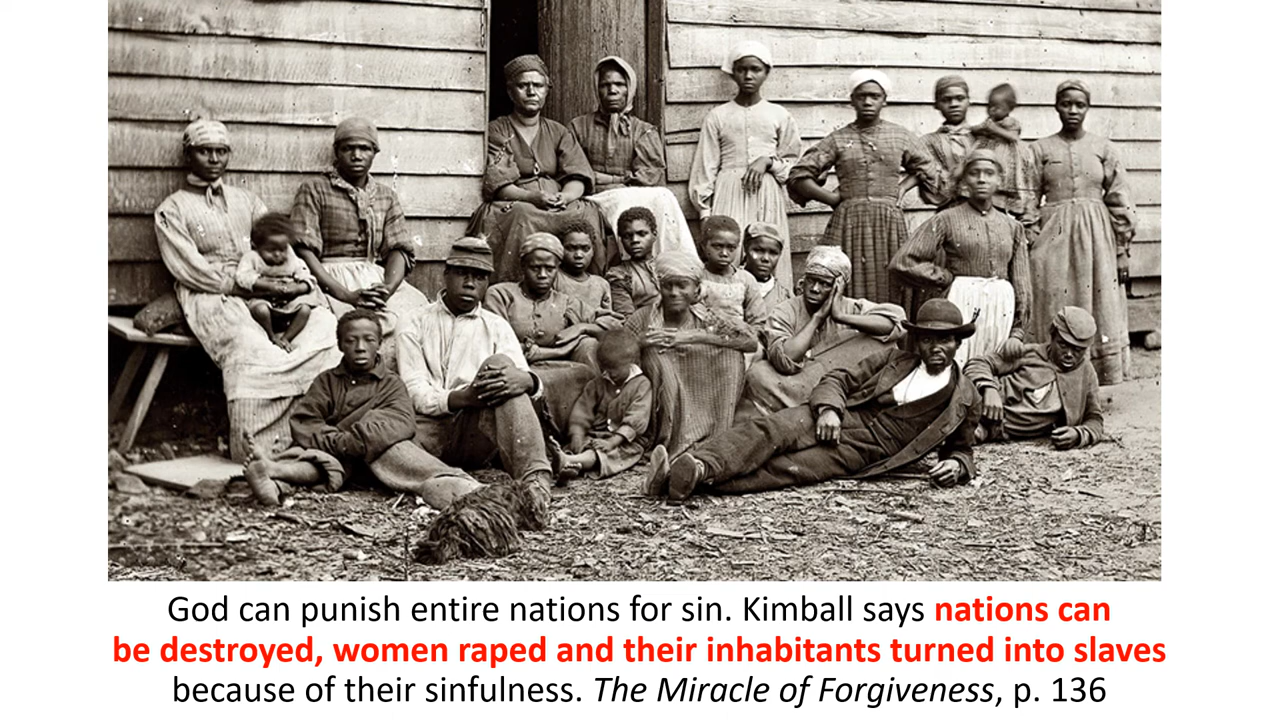 God can punish entire nations for sin. Kimball says nations can
be destroyed, women raped and their inhabitants turned into slaves
because of their sinfulness. The Miracle of Forgiveness, p. 136